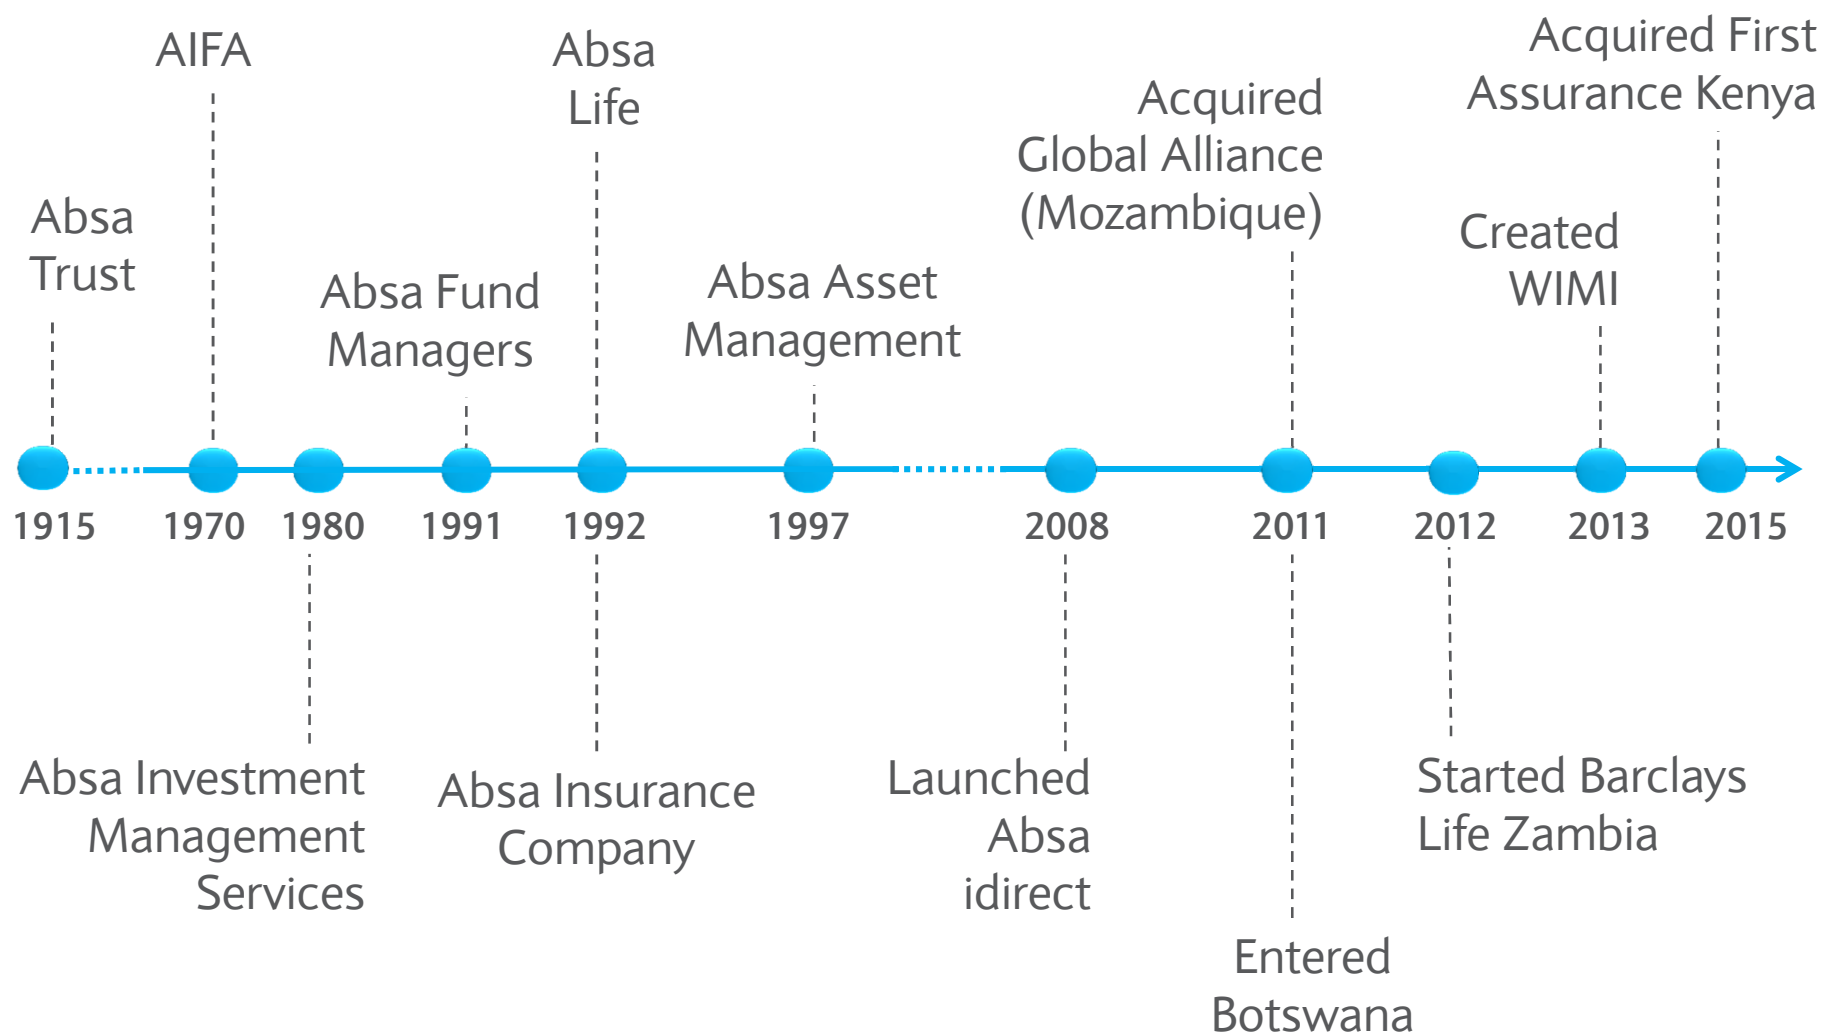 AIFA
Absa
Life
Acquired First
Assurance Kenya
Acquired
Global Alliance
(Mozambique)
Absa
Trust
Created
WIMI
Absa Fund
Managers
Absa Asset
Management
1915
1970
1980
1991
1992
1997
2008
2011
2012
2013
2015
Absa Investment
Management
Services
Absa Insurance
Company
Launched
Absa
idirect
Started Barclays
Life Zambia
Entered
Botswana